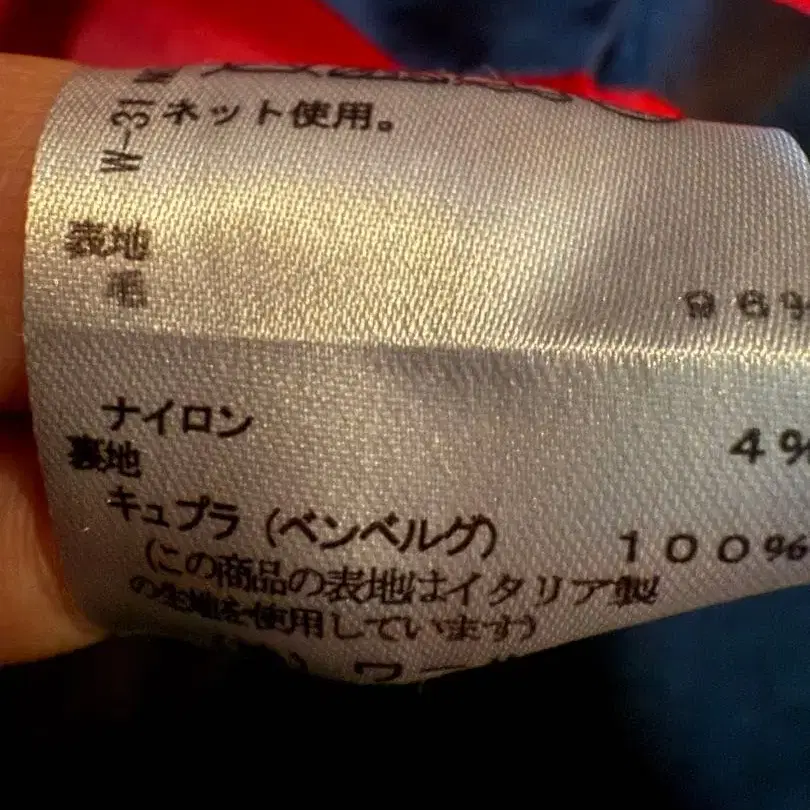 ネット使用。
W-31
表地
毛 96%
ナイロン 4%
裏地
キュプラ（ベンベルグ） 100%
（この商品の表地はイタリア製
の生地を使用しています）